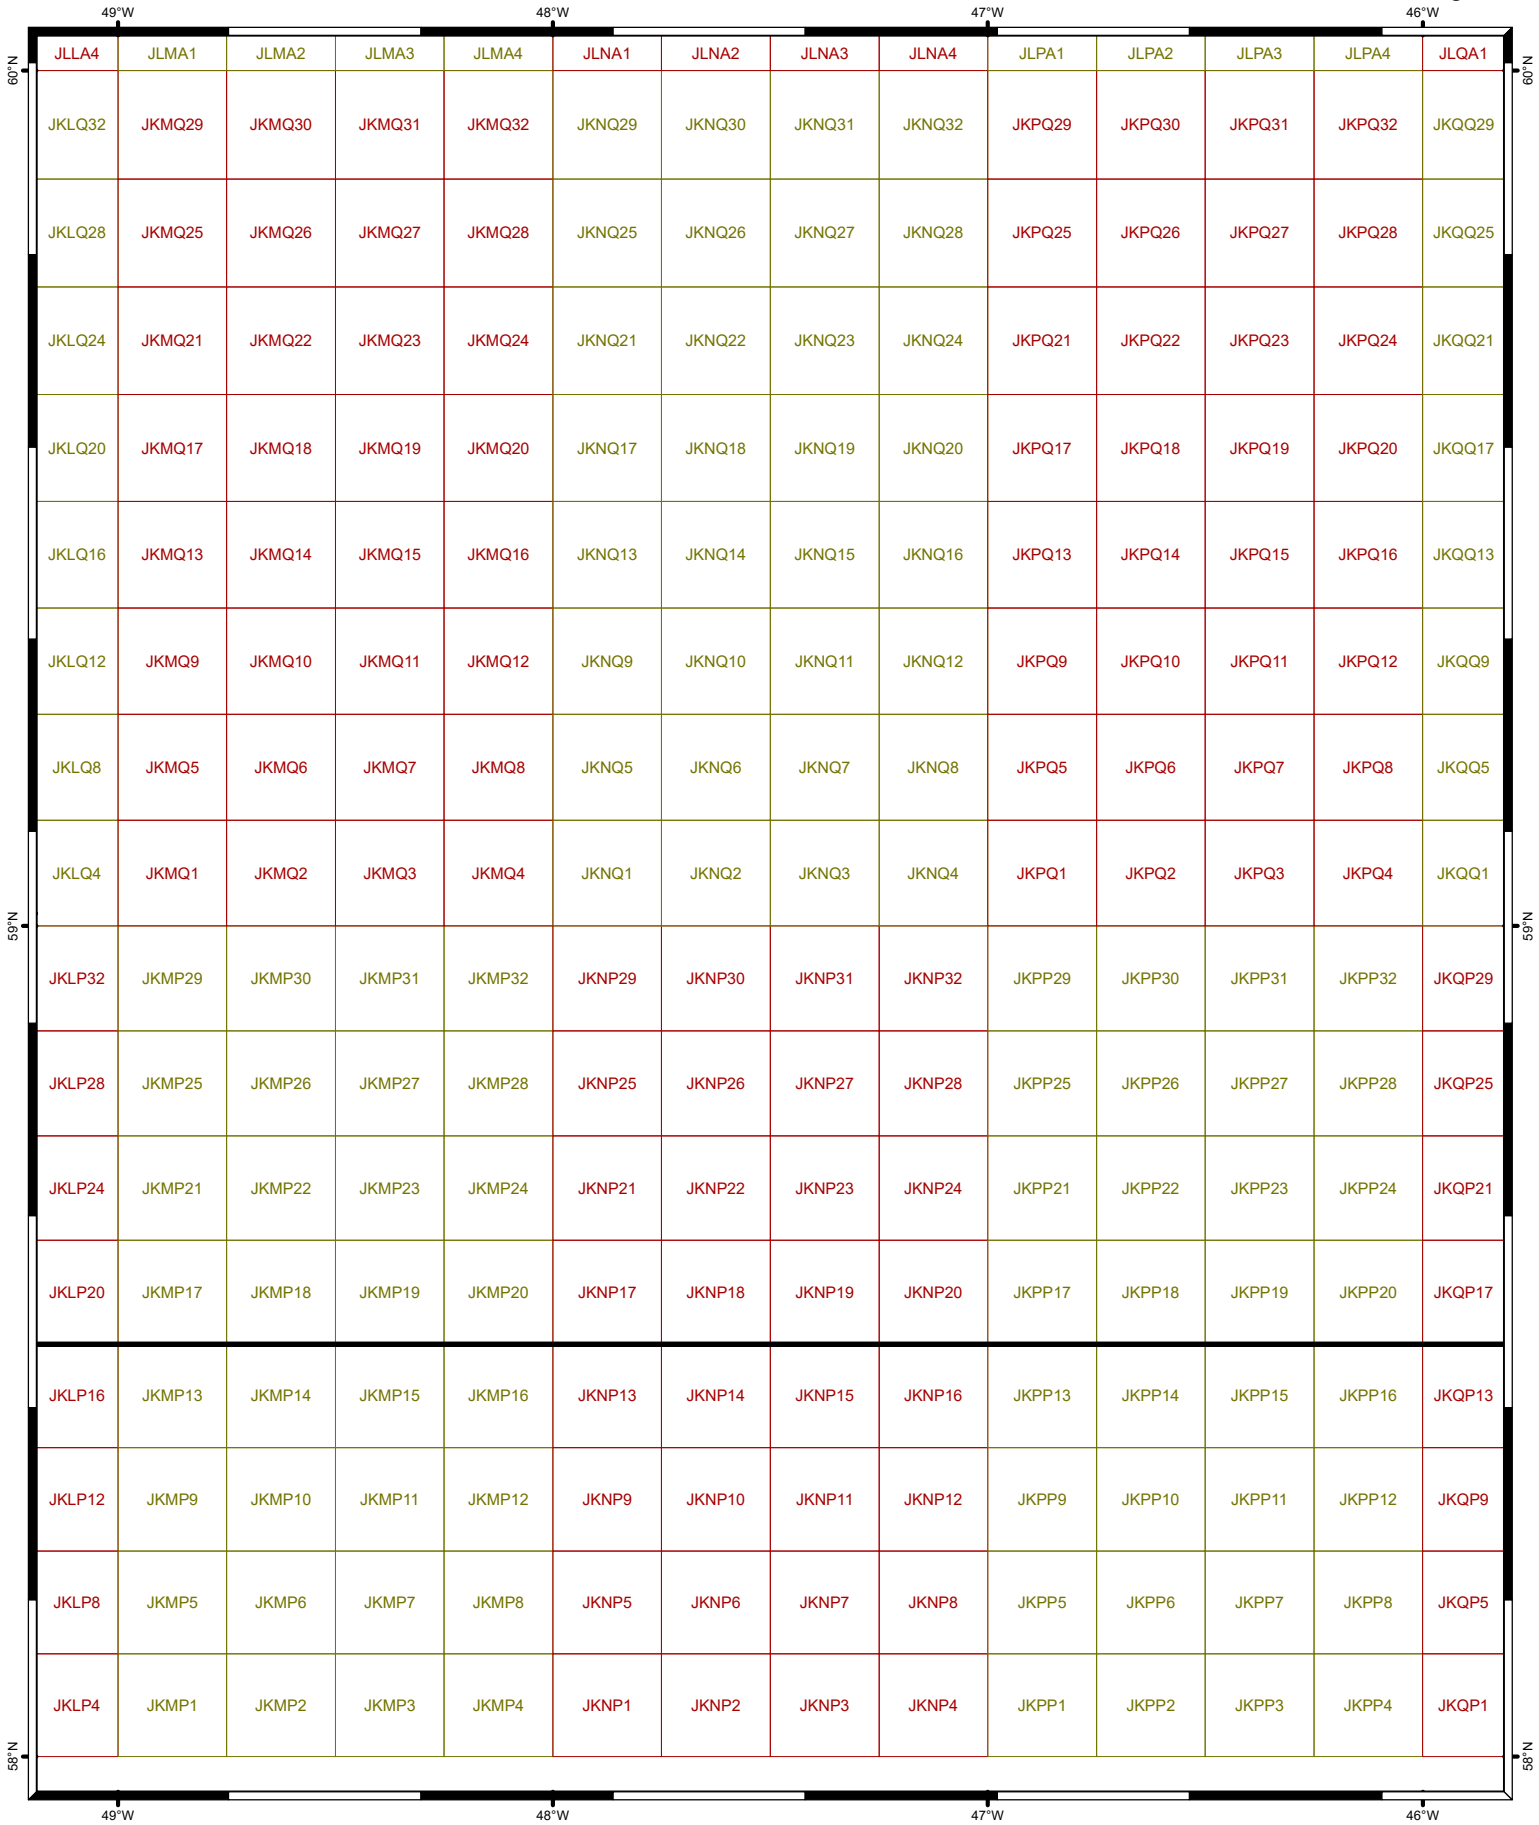 49°W 48°W 47°W 46°W
JLLA4 JLMA1 JLMA2 JLMA3 JLMA4 JLNA1 JLNA2 JLNA3 JLNA4 JLPA1 JLPA2 JLPA3 JLPA4 JLQA1
60°N 60°N
JKLQ32 JKMQ29 JKMQ30 JKMQ31 JKMQ32 JKNQ29 JKNQ30 JKNQ31 JKNQ32 JKPQ29 JKPQ30 JKPQ31 JKPQ32 JKQQ29
JKLQ28 JKMQ25 JKMQ26 JKMQ27 JKMQ28 JKNQ25 JKNQ26 JKNQ27 JKNQ28 JKPQ25 JKPQ26 JKPQ27 JKPQ28 JKQQ25
JKLQ24 JKMQ21 JKMQ22 JKMQ23 JKMQ24 JKNQ21 JKNQ22 JKNQ23 JKNQ24 JKPQ21 JKPQ22 JKPQ23 JKPQ24 JKQQ21
JKLQ20 JKMQ17 JKMQ18 JKMQ19 JKMQ20 JKNQ17 JKNQ18 JKNQ19 JKNQ20 JKPQ17 JKPQ18 JKPQ19 JKPQ20 JKQQ17
JKLQ16 JKMQ13 JKMQ14 JKMQ15 JKMQ16 JKNQ13 JKNQ14 JKNQ15 JKNQ16 JKPQ13 JKPQ14 JKPQ15 JKPQ16 JKQQ13
JKLQ12 JKMQ9 JKMQ10 JKMQ11 JKMQ12 JKNQ9 JKNQ10 JKNQ11 JKNQ12 JKPQ9 JKPQ10 JKPQ11 JKPQ12 JKQQ9
JKLQ8 JKMQ5 JKMQ6 JKMQ7 JKMQ8 JKNQ5 JKNQ6 JKNQ7 JKNQ8 JKPQ5 JKPQ6 JKPQ7 JKPQ8 JKQQ5
JKLQ4 JKMQ1 JKMQ2 JKMQ3 JKMQ4 JKNQ1 JKNQ2 JKNQ3 JKNQ4 JKPQ1 JKPQ2 JKPQ3 JKPQ4 JKQQ1
59°N 59°N
JKLP32 JKMP29 JKMP30 JKMP31 JKMP32 JKNP29 JKNP30 JKNP31 JKNP32 JKPP29 JKPP30 JKPP31 JKPP32 JKQP29
JKLP28 JKMP25 JKMP26 JKMP27 JKMP28 JKNP25 JKNP26 JKNP27 JKNP28 JKPP25 JKPP26 JKPP27 JKPP28 JKQP25
JKLP24 JKMP21 JKMP22 JKMP23 JKMP24 JKNP21 JKNP22 JKNP23 JKNP24 JKPP21 JKPP22 JKPP23 JKPP24 JKQP21
JKLP20 JKMP17 JKMP18 JKMP19 JKMP20 JKNP17 JKNP18 JKNP19 JKNP20 JKPP17 JKPP18 JKPP19 JKPP20 JKQP17
JKLP16 JKMP13 JKMP14 JKMP15 JKMP16 JKNP13 JKNP14 JKNP15 JKNP16 JKPP13 JKPP14 JKPP15 JKPP16 JKQP13
JKLP12 JKMP9 JKMP10 JKMP11 JKMP12 JKNP9 JKNP10 JKNP11 JKNP12 JKPP9 JKPP10 JKPP11 JKPP12 JKQP9
JKLP8 JKMP5 JKMP6 JKMP7 JKMP8 JKNP5 JKNP6 JKNP7 JKNP8 JKPP5 JKPP6 JKPP7 JKPP8 JKQP5
JKLP4 JKMP1 JKMP2 JKMP3 JKMP4 JKNP1 JKNP2 JKNP3 JKNP4 JKPP1 JKPP2 JKPP3 JKPP4 JKQP1
58°N 58°N
49°W 48°W 47°W 46°W